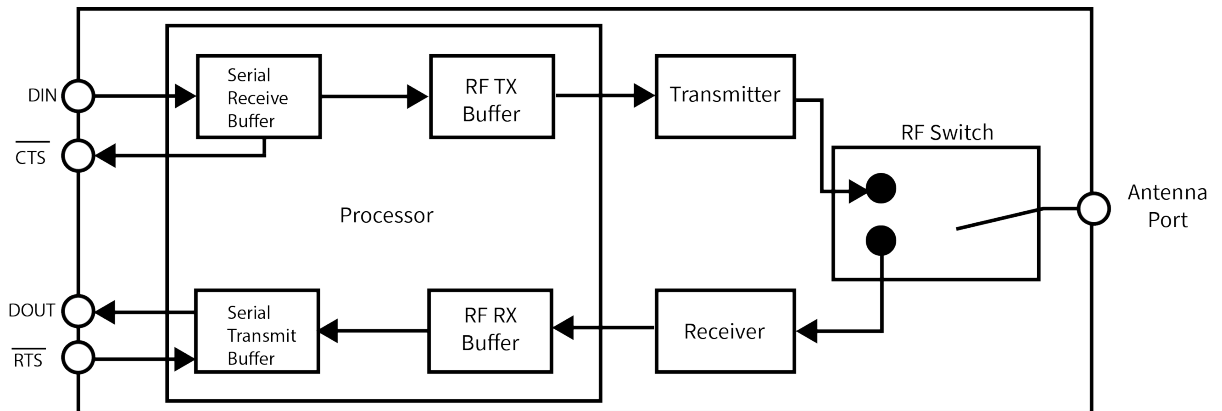 DIN
CTS
DOUT
RTS
Serial
Receive
Buffer
RF TX
Buffer
Transmitter
RF Switch
Antenna
Port
Processor
Serial
Transmit
Buffer
RF RX
Buffer
Receiver